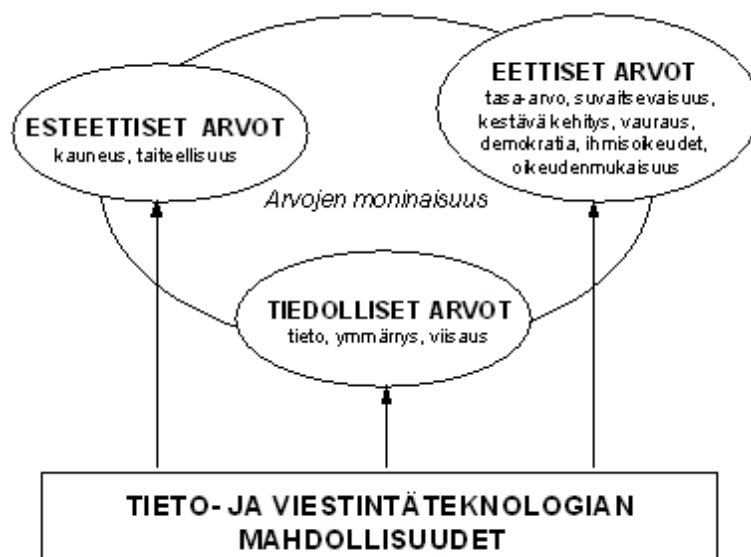 EETTISET ARVOT
tasa-arvo, suvaitsevaisuus,
kestävä kehitys, vauraus,
demokratia, ihmisoikeudet,
oikeudenmukaisuus
ESTEETTISET ARVOT
kauneus, taiteellisuus
Arvojen moninaisuus
TIEDOLLISET ARVOT
tieto, ymmärrys, viisaus
TIETO- JA VIESTINTÄTEKNOLOGIAN
MAHDOLLISUUDET